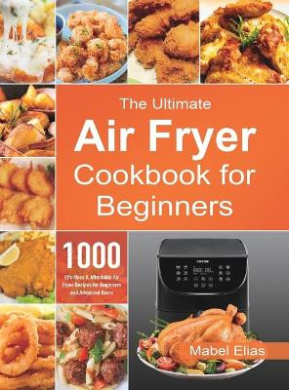 The Ultimate
Air Fryer
Cookbook for
Beginners
1000
Effortless & Affordable Air
Fryer Recipes for Beginners
and Advanced Users
Mabel Elias